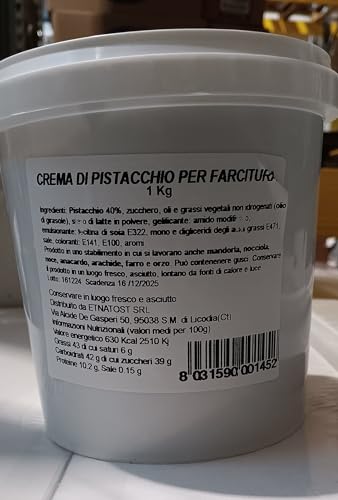 CREMA DI PISTACCHIO PER FARCITURA
1 Kg
Ingredienti: Pistacchio 40%, zucchero, oli e grassi vegetali non idrogenati (olio
di girasole), siero di latte in polvere, gelificante: amido modificato,
emulsionante: lecitina di soia E322, mono e digliceridi degli acidi grassi E471,
sale, coloranti: E141, E100, aromi
Prodotto in uno stabilimento in cui si lavorano anche mandorla, nocciola,
noce, anacardo, arachide, farro e orzo. Può contenenere gusci. Conservare
il prodotto in un luogo fresco, asciutto, lontano da fonti di calore e luce
Lotto: 161224 Scadenza 16/12/2025
Conservare in luogo fresco e asciutto
Distribuito da ETNATOST SRL
Via Alcide De Gasperi 50, 95038 S.M. di Licodia(Ct)
Informazioni Nutrizionali (valori medi per 100g)
Valore energetico 630 Kcal 2510 Kj
Grassi 43 di cui saturi 6 g
Carboidrati 42 g di cui zuccheri 39 g
Proteine 10.2 g, Sale 0.15 g
8 031590 001452